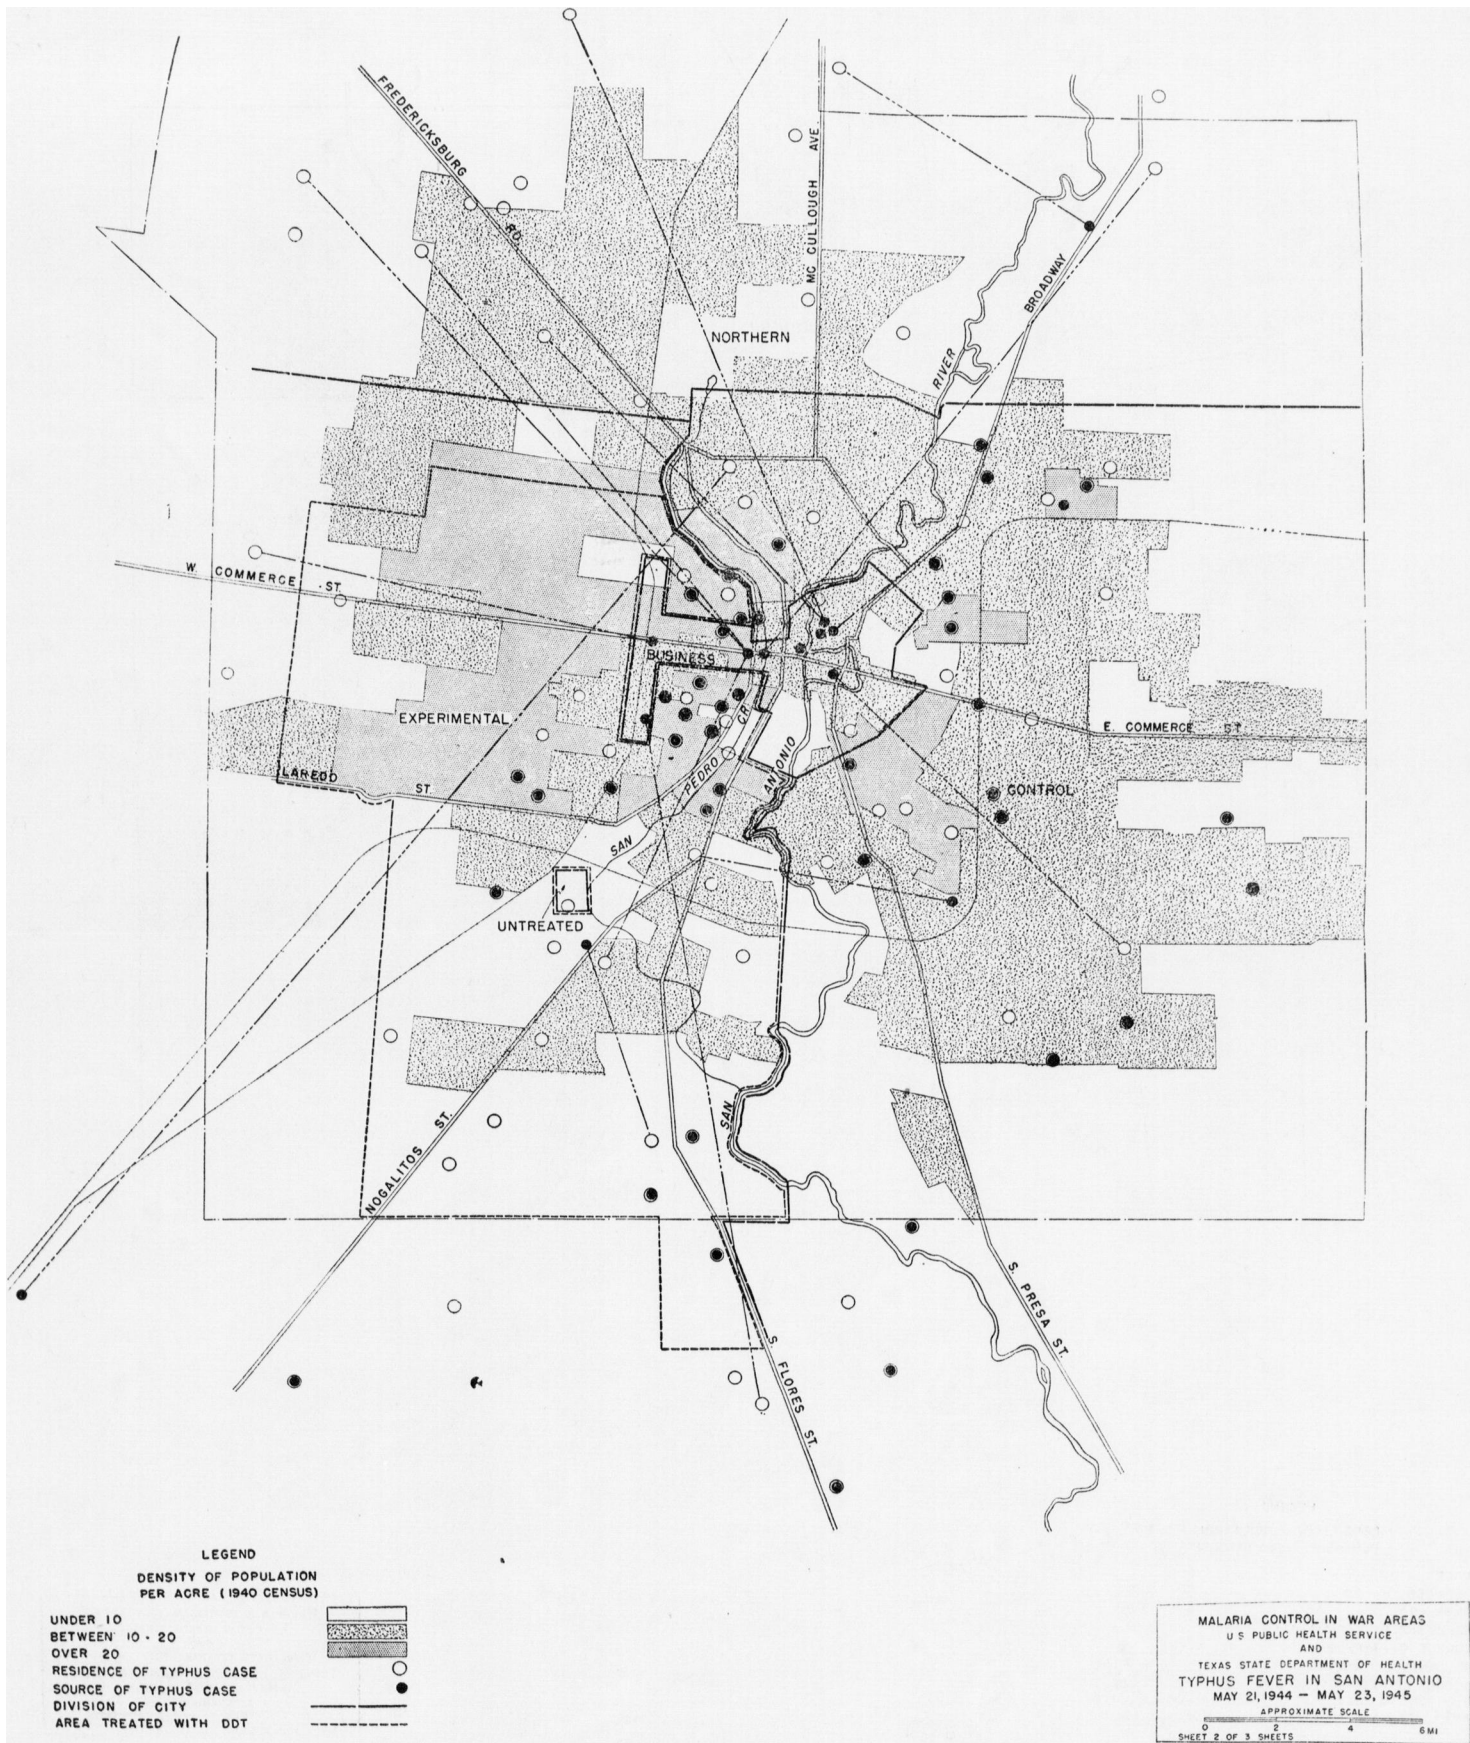 FREDERICKSBURG RD.
MC CULLOUGH AVE
NORTHERN
RIVER
BROADWAY
W. COMMERCE ST.
BUSINESS
EXPERIMENTAL
E. COMMERCE ST.
LAREDO ST.
SAN PEDRO CR
ANTONIO
CONTROL
UNTREATED
SAN
NOGALITOS ST.
S. PRESA ST.
S. FLORES ST.
LEGEND
DENSITY OF POPULATION
PER ACRE (1940 CENSUS)
UNDER 10
BETWEEN 10 - 20
OVER 20
RESIDENCE OF TYPHUS CASE
SOURCE OF TYPHUS CASE
DIVISION OF CITY
AREA TREATED WITH DDT
MALARIA CONTROL IN WAR AREAS
U S PUBLIC HEALTH SERVICE
AND
TEXAS STATE DEPARTMENT OF HEALTH
TYPHUS FEVER IN SAN ANTONIO
MAY 21, 1944 — MAY 23, 1945
APPROXIMATE SCALE
0 2 4 6 MI
SHEET 2 OF 3 SHEETS